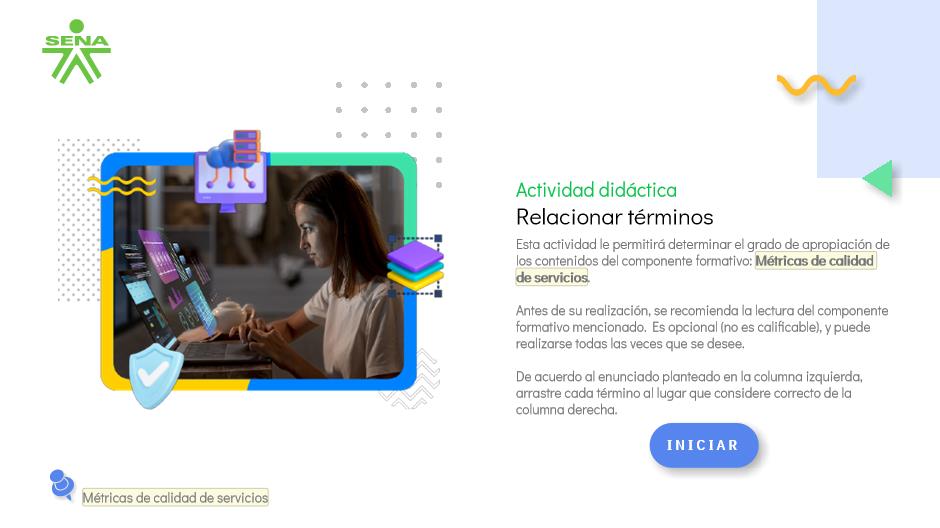 SENA
Actividad didáctica
Relacionar términos
Esta actividad le permitirá determinar el grado de apropiación de
los contenidos del componente formativo: Métricas de calidad
de servicios.
Antes de su realización, se recomienda la lectura del componente
formativo mencionado. Es opcional (no es calificable), y puede
realizarse todas las veces que se desee.
De acuerdo al enunciado planteado en la columna izquierda,
arrastre cada término al lugar que considere correcto de la
columna derecha.
INICIAR
Métricas de calidad de servicios